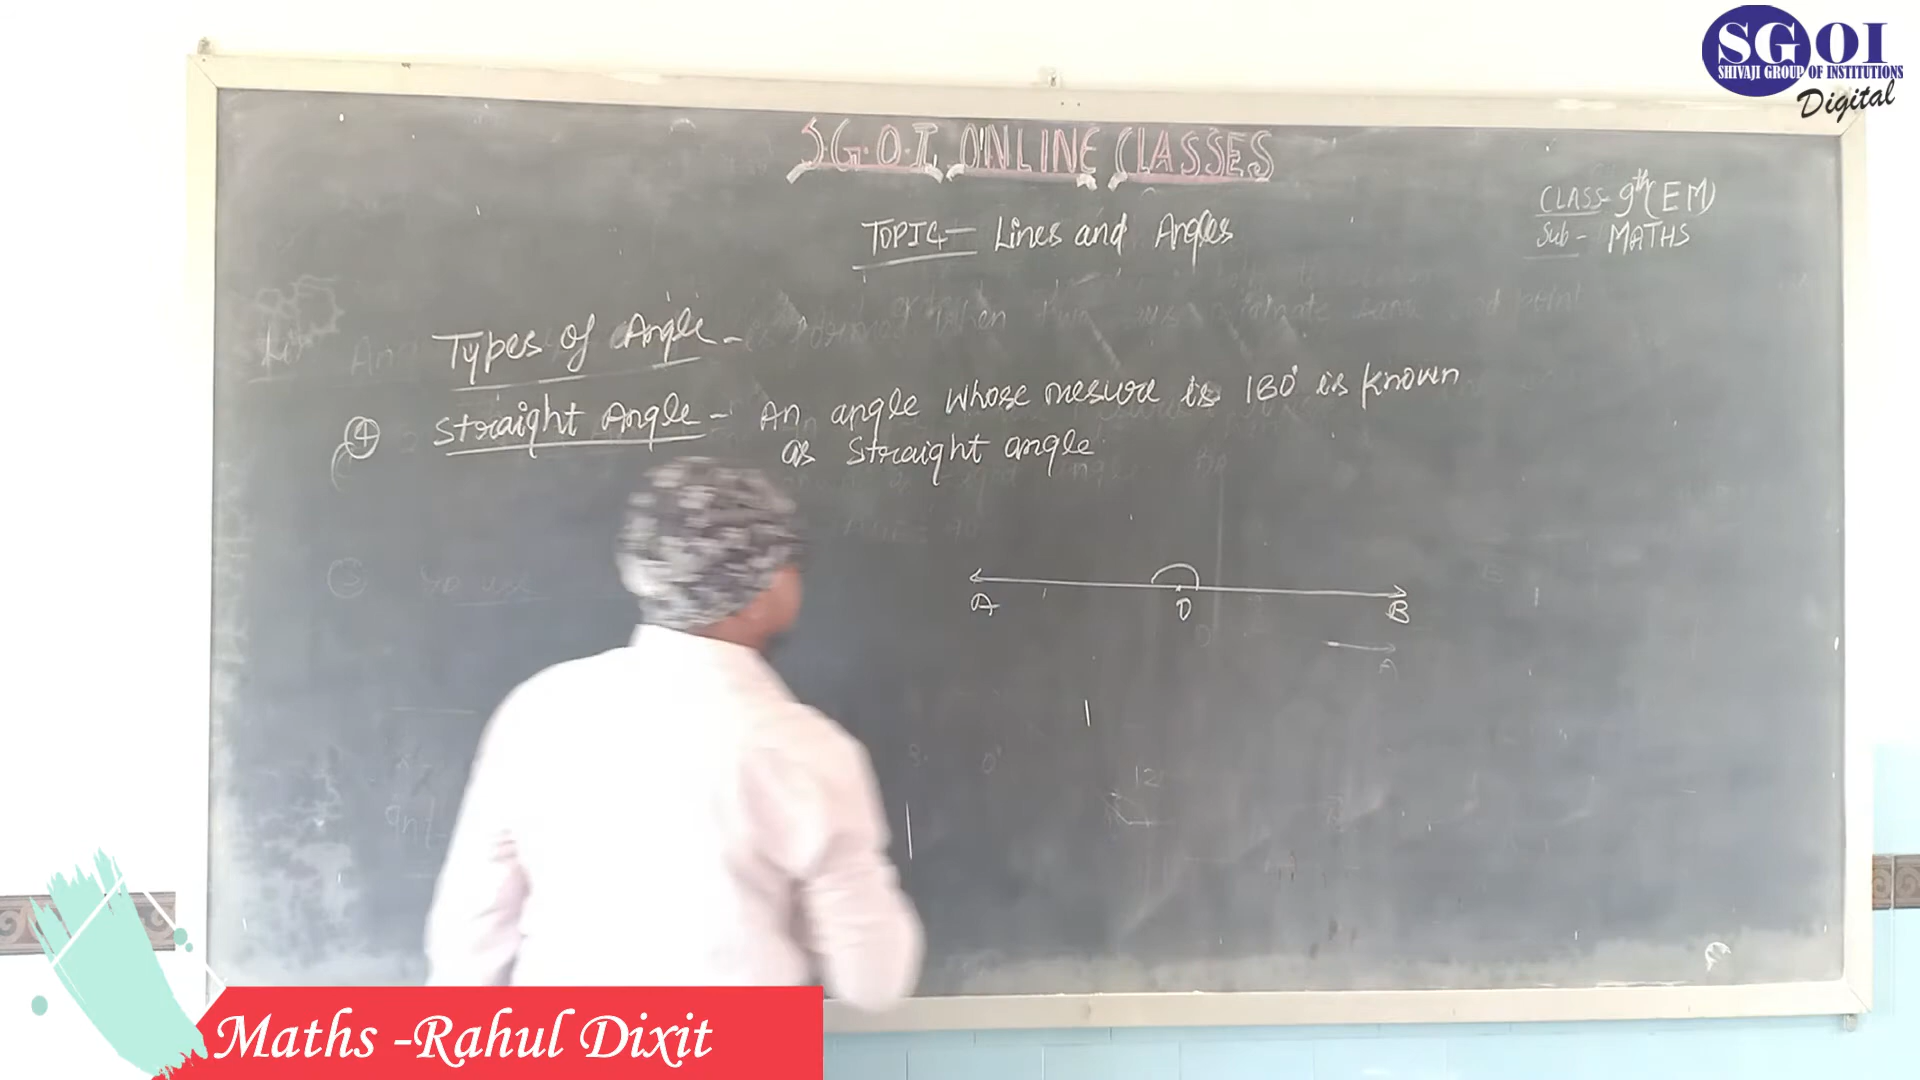 SGOI
SHIVAJI GROUP OF INSTITUTIONS
Digital
S.G.O.I. ONLINE CLASSES
CLASS- 9th (EM)
Sub - MATHS
TOPIC — Lines and Angles
Types of Angle -
④ Straight Angle - An angle whose mesure is 180° is known
as Straight angle
A O B
Maths -Rahul Dixit